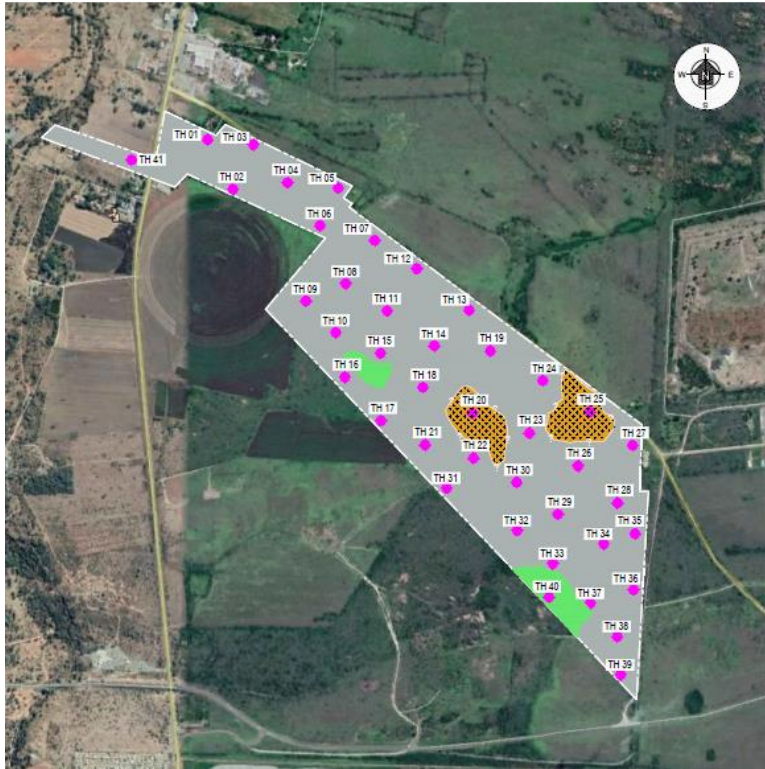 N
W N E
S
TH 01
TH 03
TH 41
TH 04
TH 02
TH 05
TH 06
TH 07
TH 12
TH 08
TH 09
TH 11
TH 13
TH 10
TH 14
TH 19
TH 15
TH 16
TH 18
TH 24
TH 20
TH 25
TH 17
TH 23
TH 27
TH 21
TH 22
TH 26
TH 31
TH 30
TH 28
TH 29
TH 32
TH 35
TH 34
TH 33
TH 36
TH 40
TH 37
TH 38
TH 39